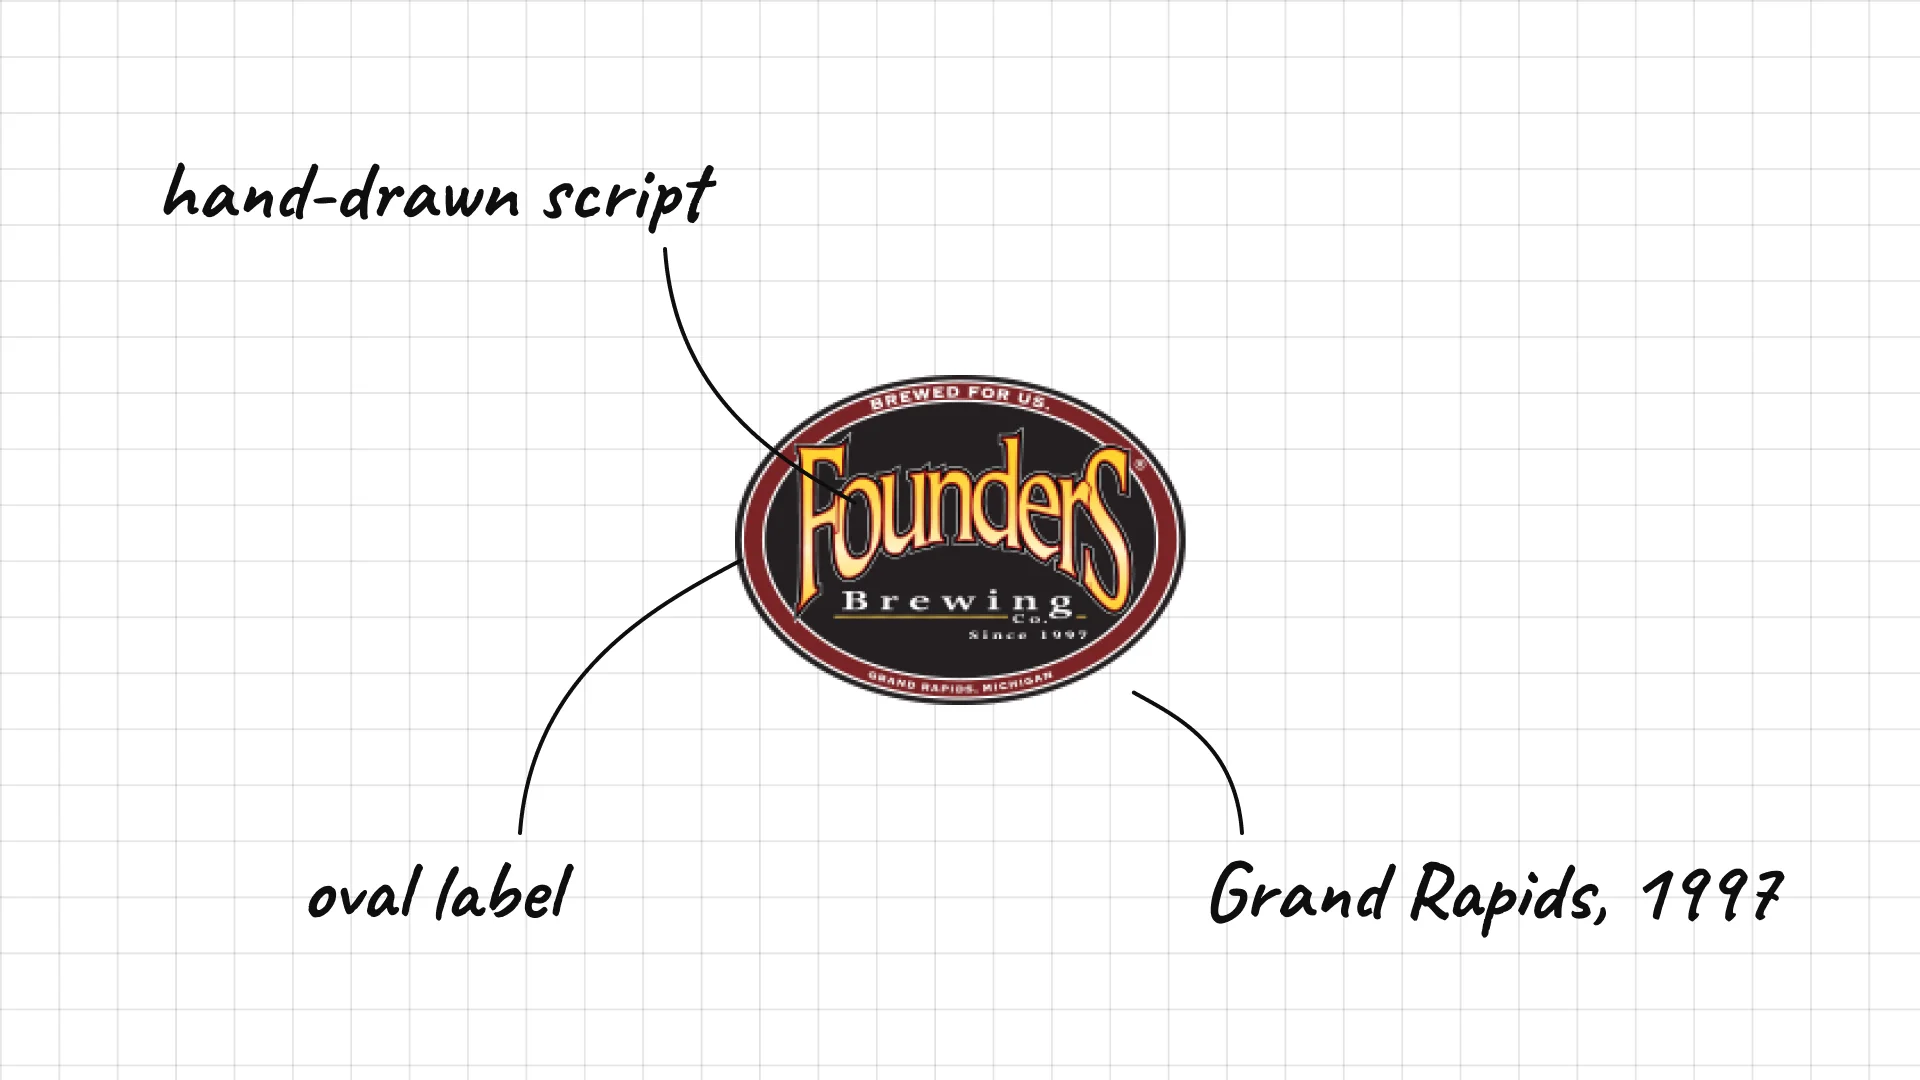 hand-drawn script
BREWED FOR US.
Founders
®
Brewing
Co.
Since 1997
GRAND RAPIDS, MICHIGAN
oval label
Grand Rapids, 1997